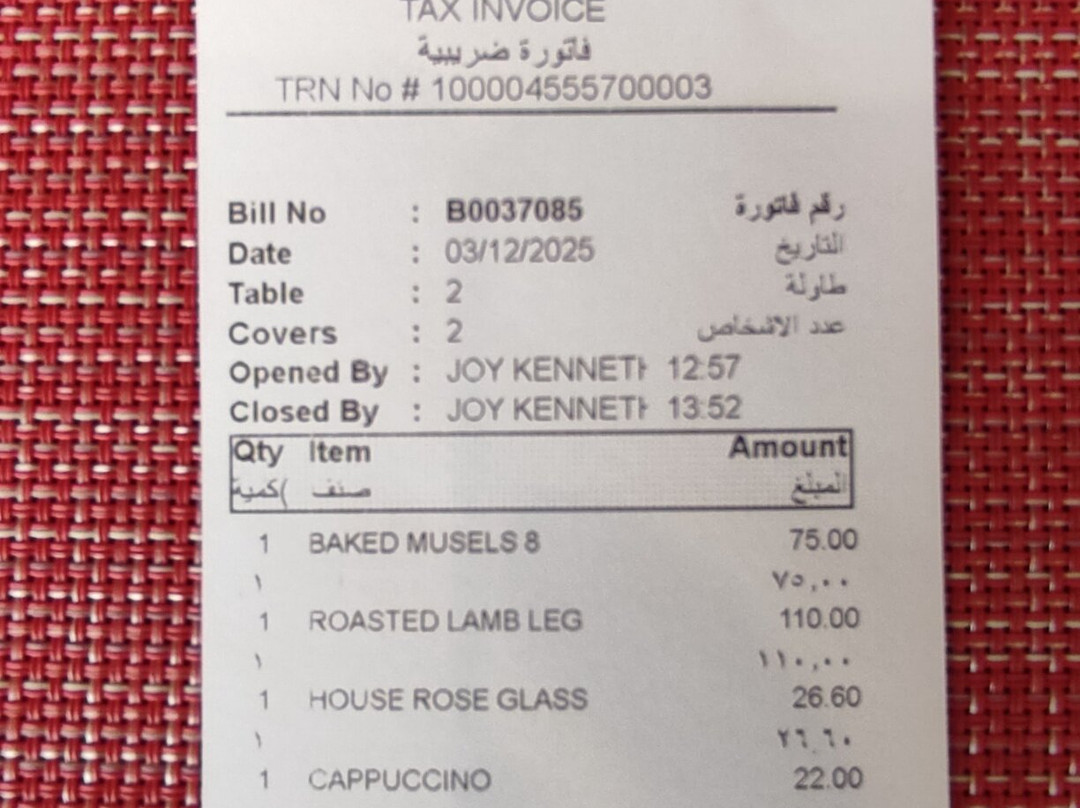 TAX INVOICE
فاتورة ضريبية
TRN No # 100004555700003
Bill No : B0037085 رقم فاتورة
Date : 03/12/2025 التاريخ
Table : 2 طاولة
Covers : 2 عدد الاشخاص
Opened By : JOY KENNETH 12:57
Closed By : JOY KENNETH 13:52
Qty Item Amount
كمية( صنف المبلغ
1 BAKED MUSELS 8 75.00
١ ٧٥,٠٠
1 ROASTED LAMB LEG 110.00
١ ١١٠,٠٠
1 HOUSE ROSE GLASS 26.60
١ ٢٦,٦٠
1 CAPPUCCINO 22.00